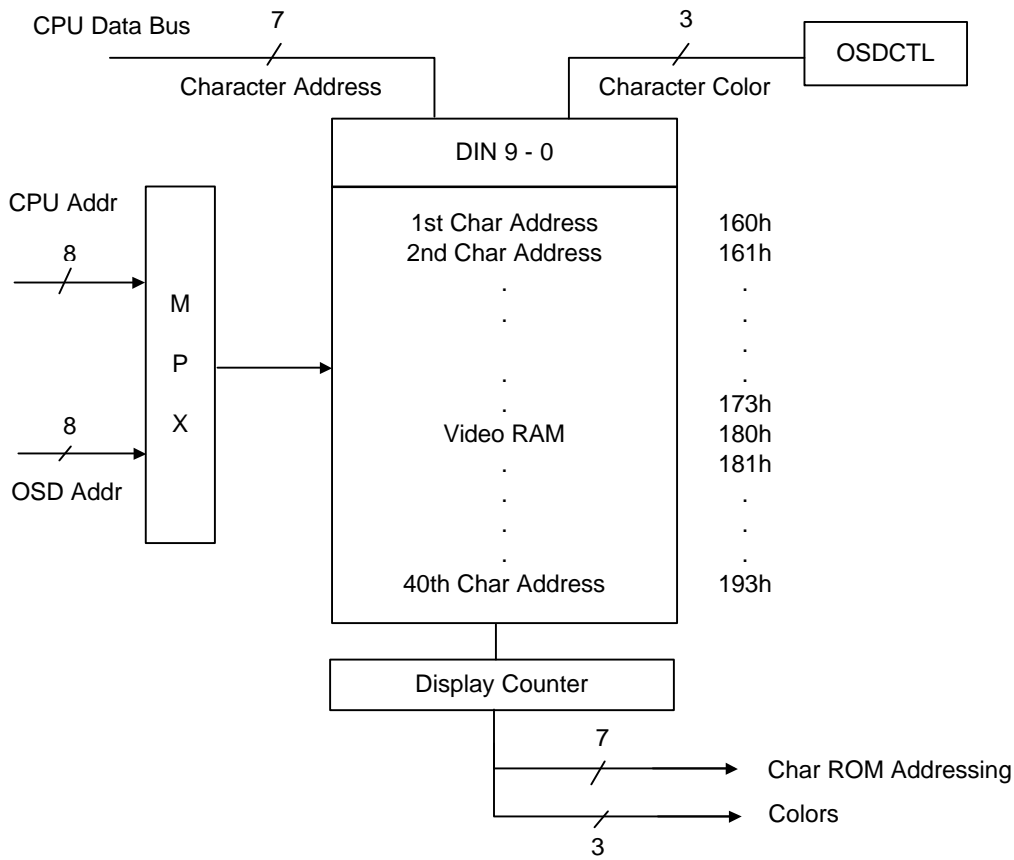 CPU Data Bus
7
3
OSDCTL
Character Address
Character Color
DIN 9 - 0
CPU Addr
8
M
P
X
8
OSD Addr
1st Char Address 160h
2nd Char Address 161h
. .
. .
.
. .
. 173h
Video RAM 180h
. 181h
. .
. .
. .
40th Char Address 193h
Display Counter
7
Char ROM Addressing
Colors
3